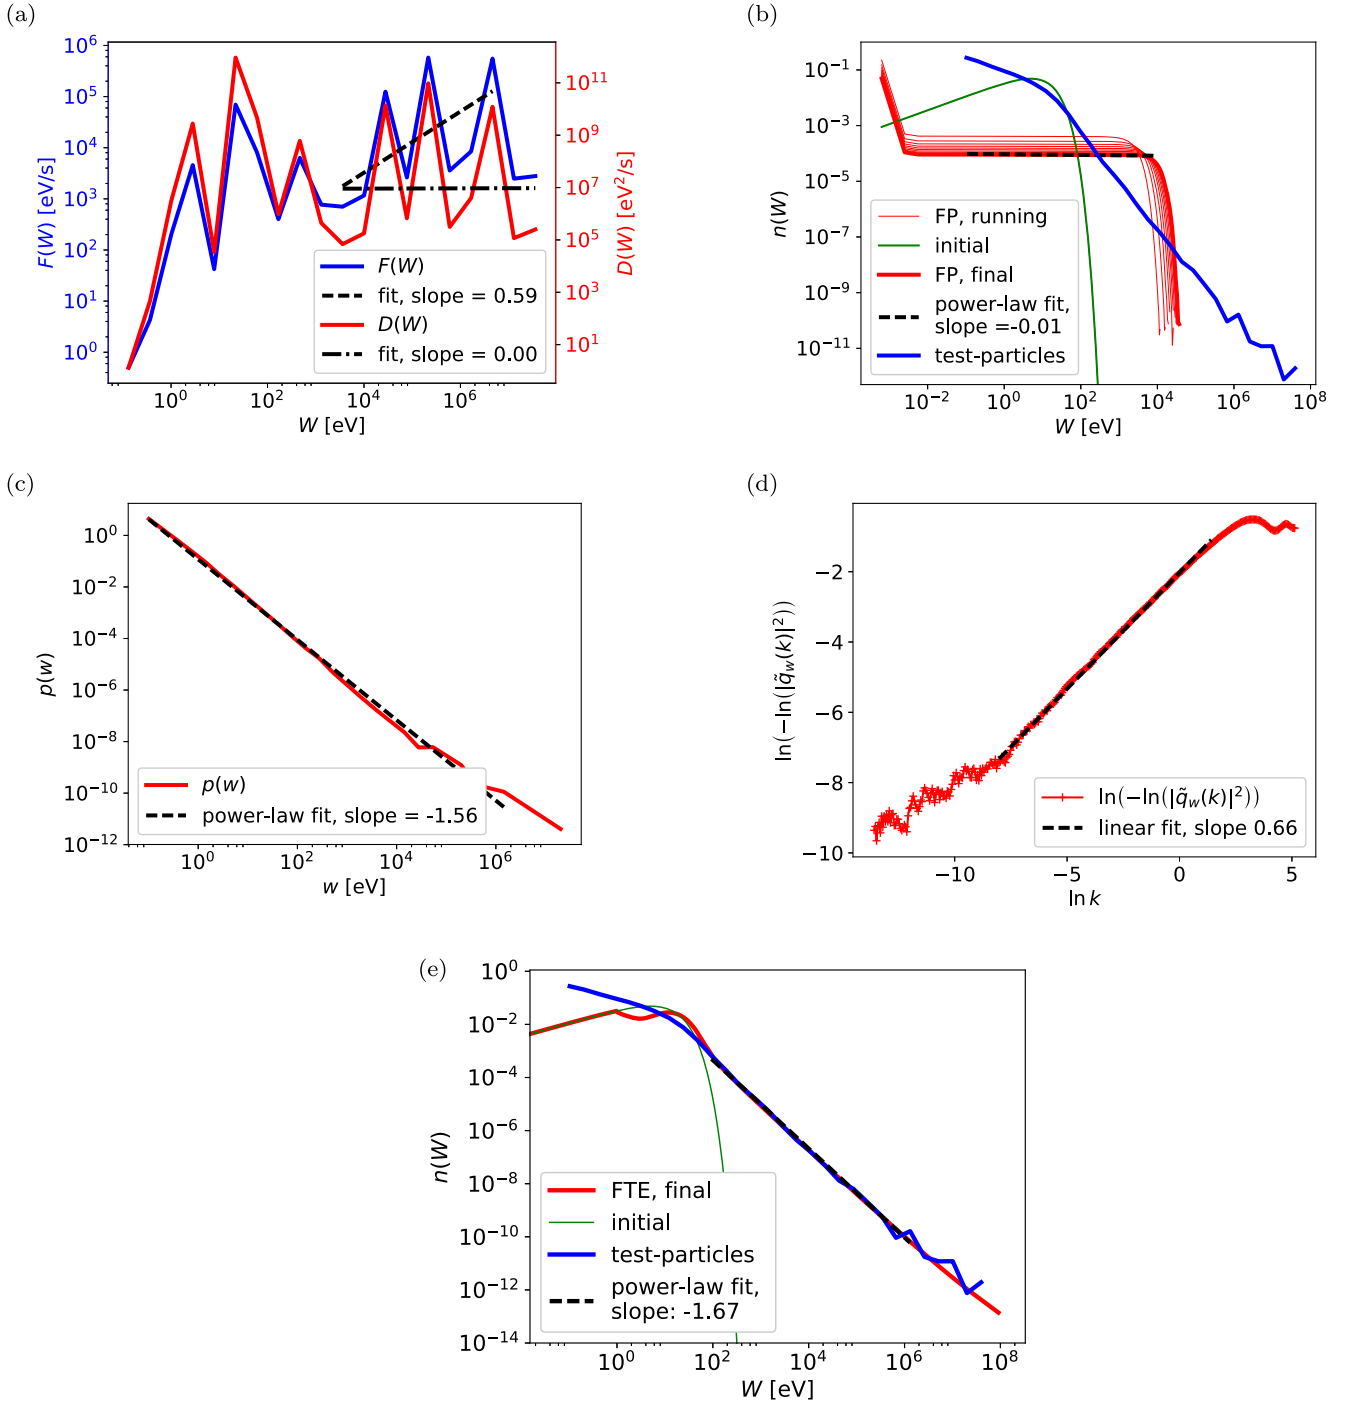 (a)
10^6
10^5
10^4
10^3
10^2
10^1
10^0
F(W) [eV/s]
10^11
10^9
10^7
10^5
10^3
10^1
D(W) [eV^2/s]
F(W)
fit, slope = 0.59
D(W)
fit, slope = 0.00
10^0 10^2 10^4 10^6
W [eV]
(b)
10^−1
10^−3
10^−5
10^−7
10^−9
10^−11
n(W)
FP, running
initial
FP, final
power-law fit,
slope =-0.01
test-particles
10^−2 10^0 10^2 10^4 10^6 10^8
W [eV]
(c)
10^0
10^−2
10^−4
10^−6
10^−8
10^−10
10^−12
p(w)
p(w)
power-law fit, slope = -1.56
10^0 10^2 10^4 10^6
w [eV]
(d)
−2
−4
−6
−8
−10
ln(−ln(|q̃_w(k)|^2))
ln(−ln(|q̃_w(k)|^2))
linear fit, slope 0.66
−10 −5 0 5
ln k
(e)
10^0
10^−2
10^−4
10^−6
10^−8
10^−10
10^−12
10^−14
n(W)
FTE, final
initial
test-particles
power-law fit,
slope: -1.67
10^0 10^2 10^4 10^6 10^8
W [eV]